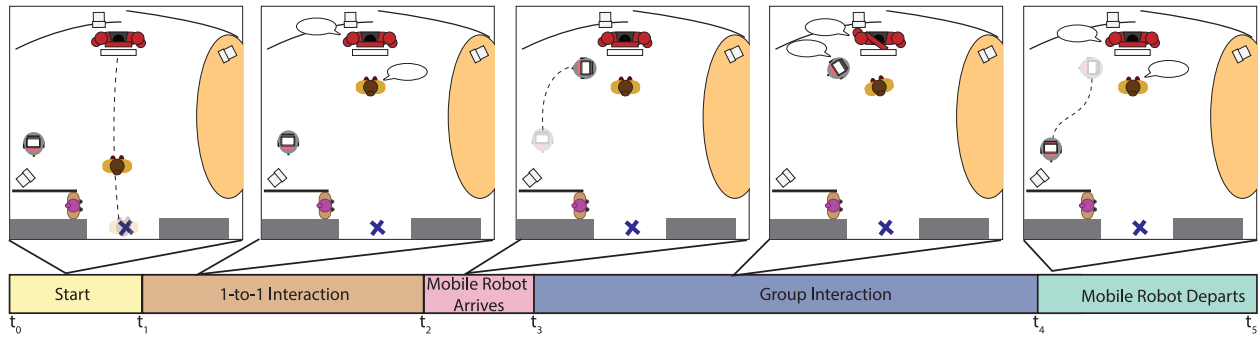 Start
1-to-1 Interaction
Mobile Robot
Arrives
Group Interaction
Mobile Robot Departs
t0
t1
t2
t3
t4
t5